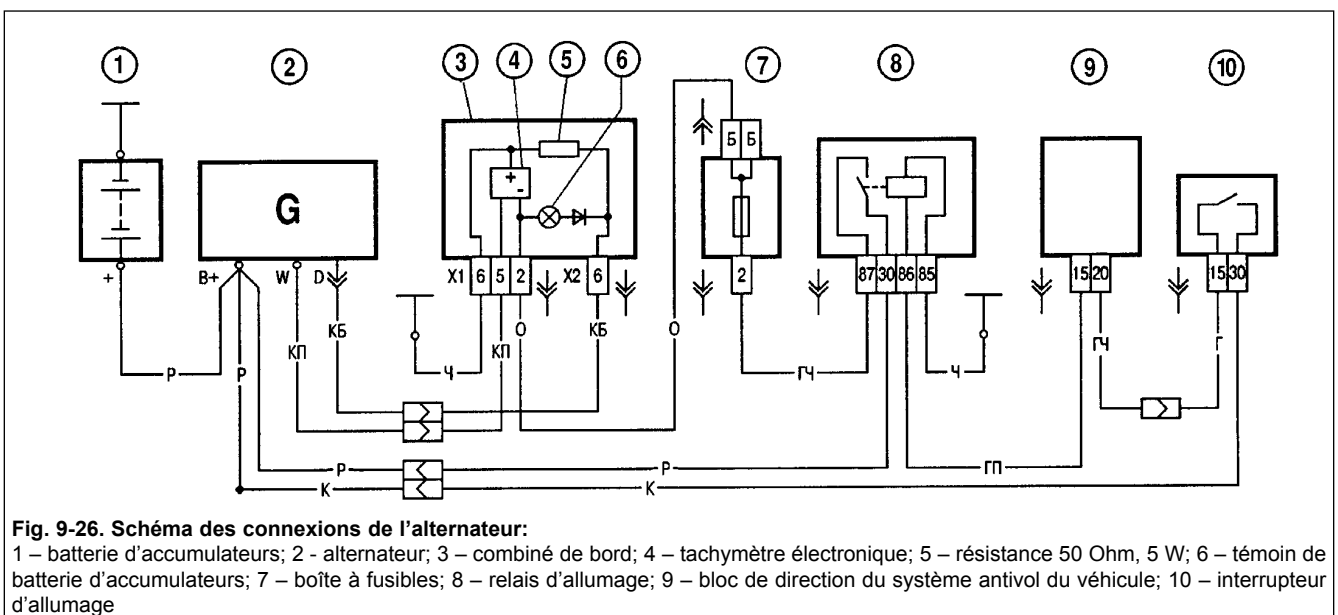 1 2 3 4 5 6 7 8 9 10
G
+ -
Б Б
+ B+ W D X1 6 5 2 X2 6 2 87 30 86 85 15 20 15 30
КБ О КБ О ГЧ Г
КП КП
Р Р Ч ГЧ Ч
Р Р ГП
К К
Fig. 9-26. Schéma des connexions de l’alternateur:
1 – batterie d’accumulateurs; 2 - alternateur; 3 – combiné de bord; 4 – tachymètre électronique; 5 – résistance 50 Ohm, 5 W; 6 – témoin de
batterie d’accumulateurs; 7 – boîte à fusibles; 8 – relais d’allumage; 9 – bloc de direction du système antivol du véhicule; 10 – interrupteur
d’allumage